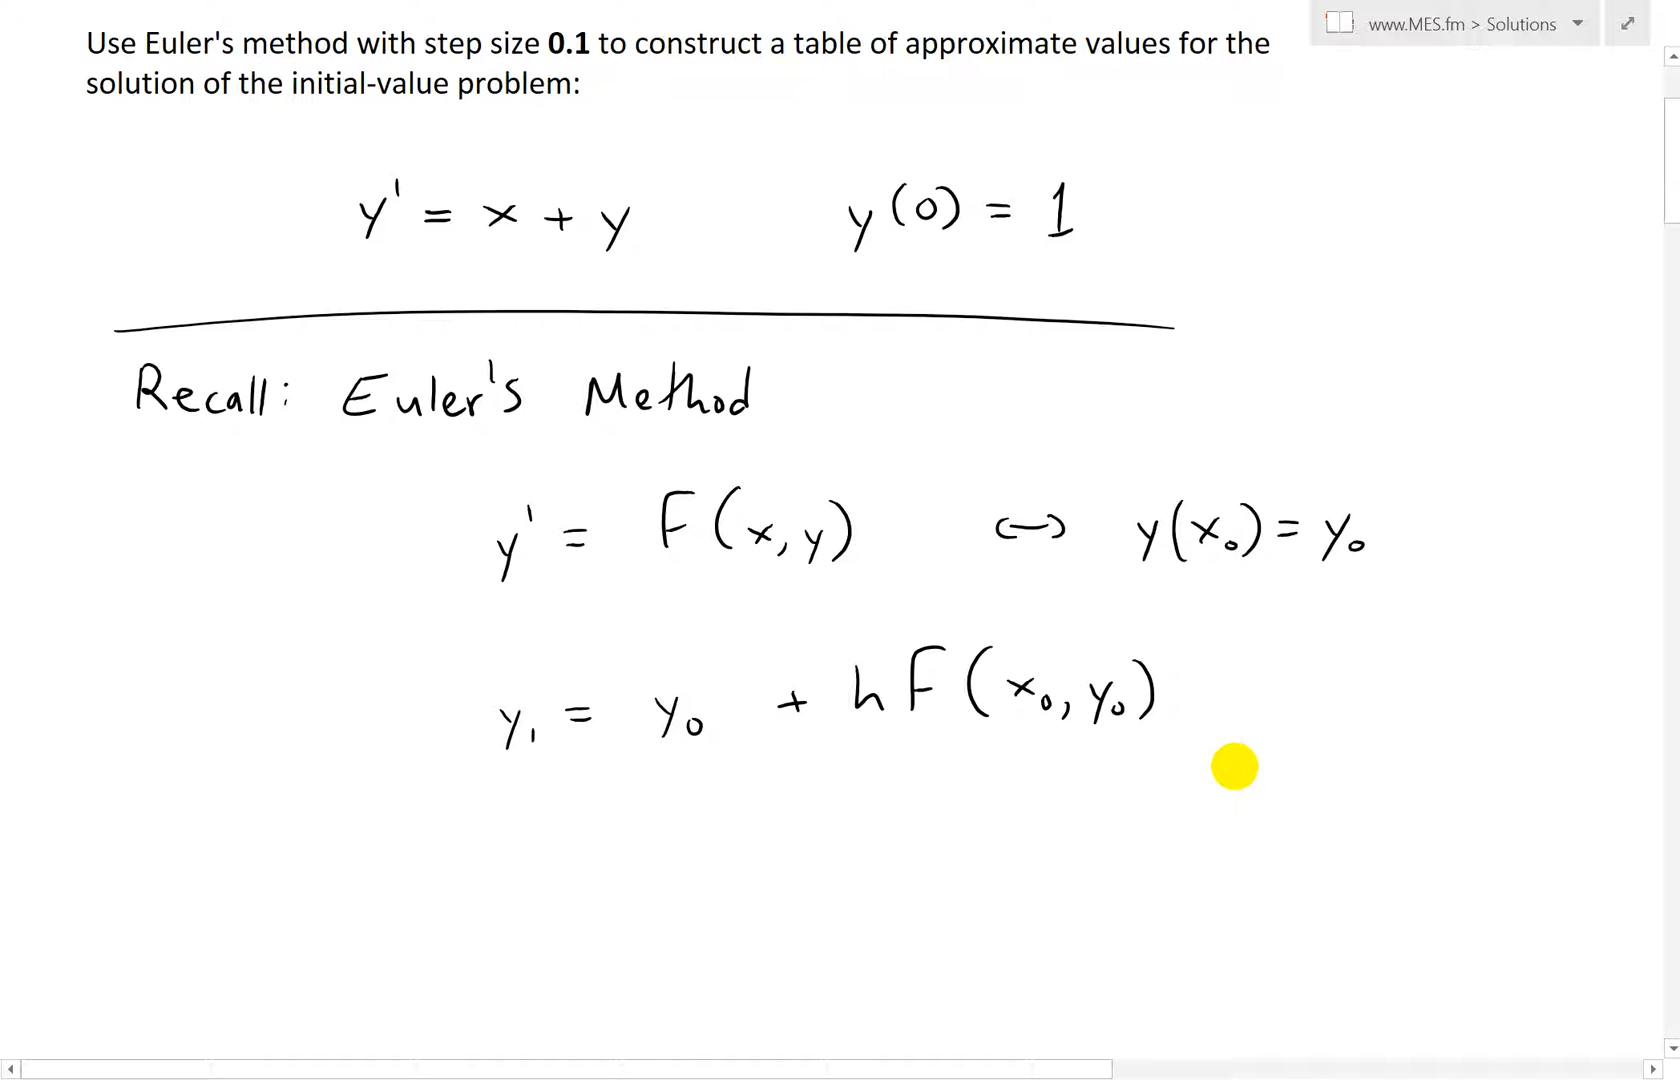 www.MES.fm > Solutions
Use Euler's method with step size 0.1 to construct a table of approximate values for the
solution of the initial-value problem:
y' = x + y y(0) = 1
Recall: Euler's Method
y' = F(x,y) ↔ y(x₀) = y₀
y₁ = y₀ + hF(x₀, y₀)